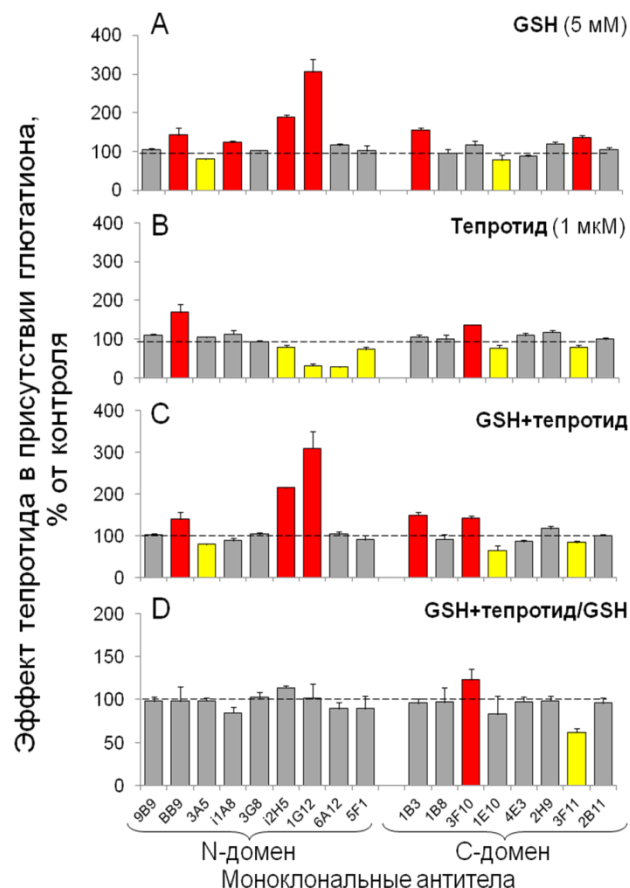 Эффект тепротида в присутствии глютатиона,
% от контроля
A
GSH (5 мМ)
400
300
200
100
0
B
Тепротид (1 мкМ)
400
300
200
100
0
C
GSH+тепротид
400
300
200
100
0
D
GSH+тепротид/GSH
200
150
100
50
0
9B9 BB9 3A5 i1A8 3G8 i2H5 1G12 6A12 5F1 1B3 1B8 3F10 1E10 4E3 2H9 3F11 2B11
N-домен C-домен
Моноклональные антитела